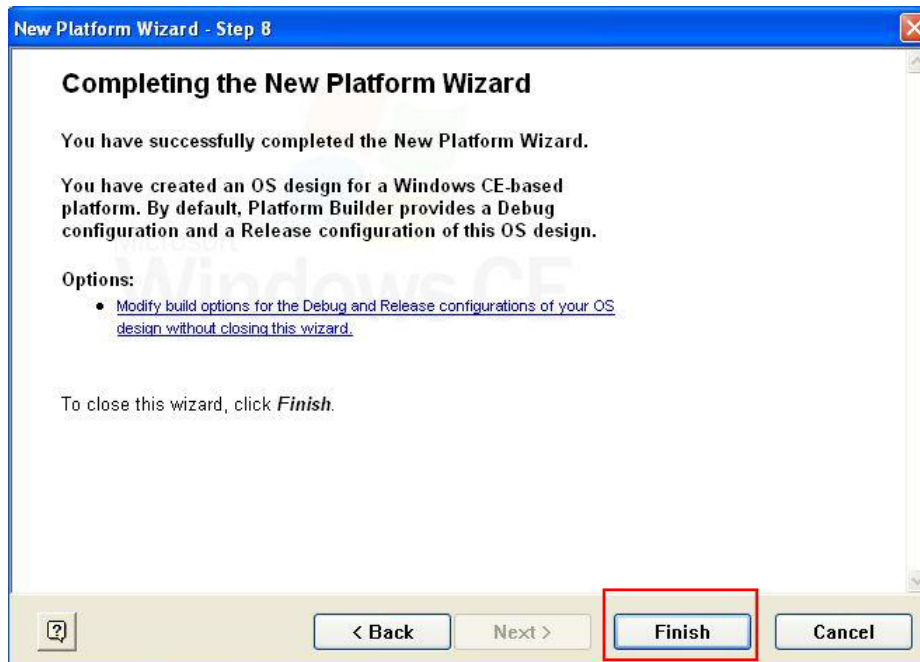 New Platform Wizard - Step 8
Completing the New Platform Wizard
You have successfully completed the New Platform Wizard.
You have created an OS design for a Windows CE-based
platform. By default, Platform Builder provides a Debug
configuration and a Release configuration of this OS design.
Microsoft
Windows CE
Options:
• Modify build options for the Debug and Release configurations of your OS
design without closing this wizard.
To close this wizard, click Finish.
< Back
Next >
Finish
Cancel